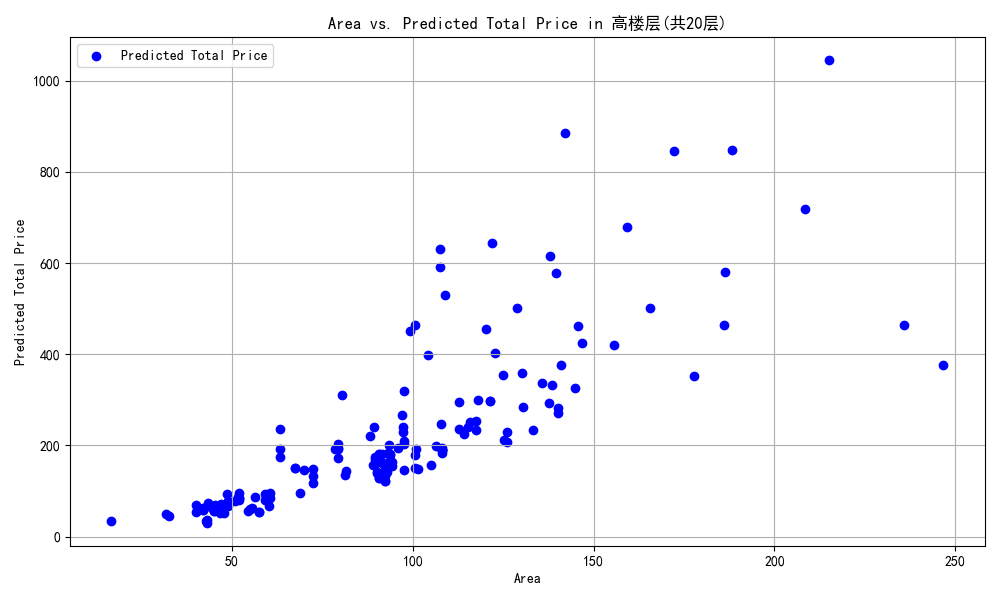 Area vs. Predicted Total Price in 高楼层(共20层)
Predicted Total Price
Predicted Total Price
1000
800
600
400
200
0
50
100
150
200
250
Area